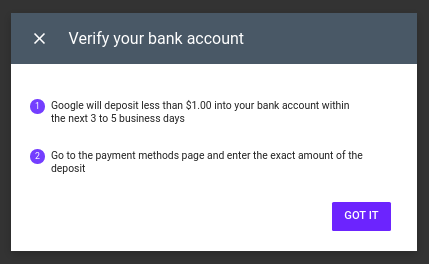 Verify your bank account
1 Google will deposit less than $1.00 into your bank account within
the next 3 to 5 business days
2 Go to the payment methods page and enter the exact amount of the
deposit
GOT IT